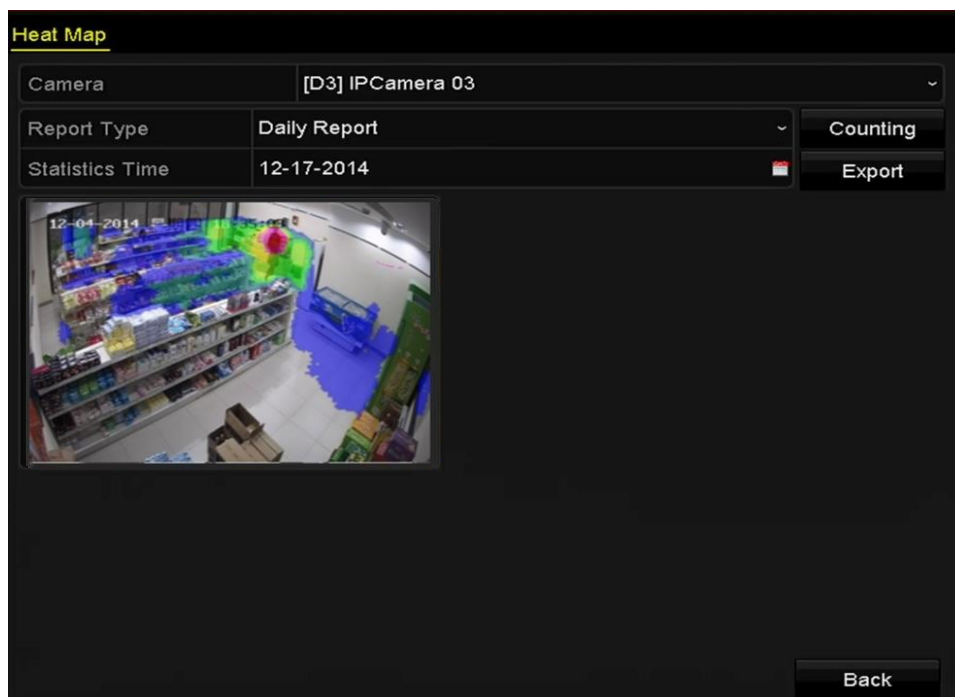 Heat Map
Camera [D3] IPCamera 03
Report Type Daily Report Counting
Statistics Time 12-17-2014 Export
12-04-2014
Back